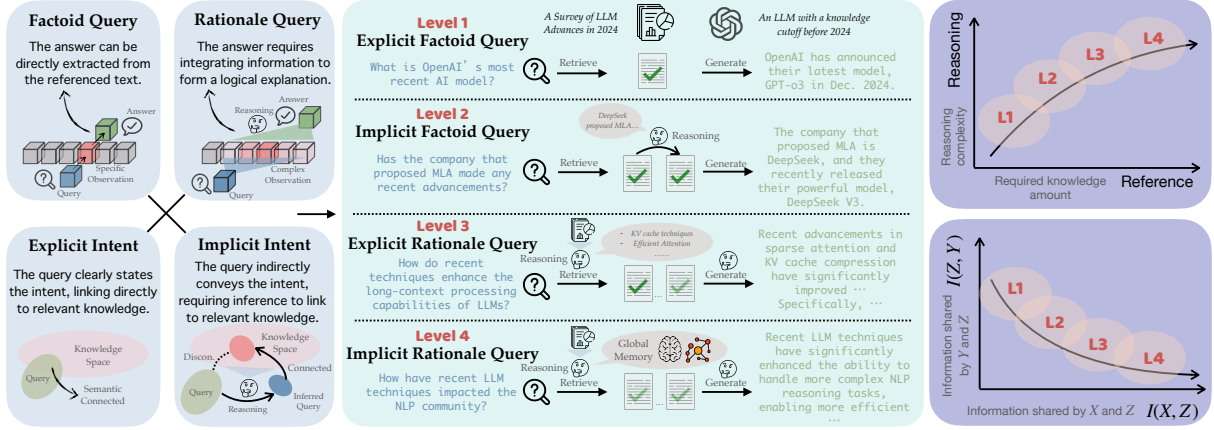 Factoid Query
The answer can be
directly extracted from
the referenced text.
Answer
Specific
Observation
Query
Rationale Query
The answer requires
integrating information to
form a logical explanation.
Reasoning
Answer
Complex
Observation
Query
Explicit Intent
The query clearly states
the intent, linking directly
to relevant knowledge.
Knowledge
Space
Query
Semantic
Connected
Implicit Intent
The query indirectly
conveys the intent,
requiring inference to link
to relevant knowledge.
Knowledge
Space
Discon.
Connected
Query
Reasoning
Inferred
Query
Level 1
Explicit Factoid Query
What is OpenAI's most
recent AI model?
A Survey of LLM
Advances in 2024
An LLM with a knowledge
cutoff before 2024
Retrieve
Generate
OpenAI has announced
their latest model,
GPT-o3 in Dec. 2024.
Level 2
Implicit Factoid Query
Has the company that
proposed MLA made any
recent advancements?
DeepSeek
proposed MLA...
Reasoning
Retrieve
Generate
The company that
proposed MLA is
DeepSeek, and they
recently released
their powerful model,
DeepSeek V3.
Level 3
Explicit Rationale Query
How do recent
techniques enhance the
long-context processing
capabilities of LLMs?
- KV cache techniques
- Efficient Attention
......
Reasoning
Retrieve
...
Generate
Recent advancements in
sparse attention and
KV cache compression
have significantly
improved ...
Specifically, ...
Level 4
Implicit Rationale Query
How have recent LLM
techniques impacted the
NLP community?
Global
Memory
Reasoning
Retrieve
...
Generate
Recent LLM techniques
have significantly
enhanced the ability to
handle more complex NLP
reasoning tasks,
enabling more efficient
...
Reasoning
Reasoning
complexity
L1
L2
L3
L4
Required knowledge
amount
Reference
I(Z, Y)
Information shared
by Y and Z
L1
L2
L3
L4
Information shared by X and Z
I(X, Z)